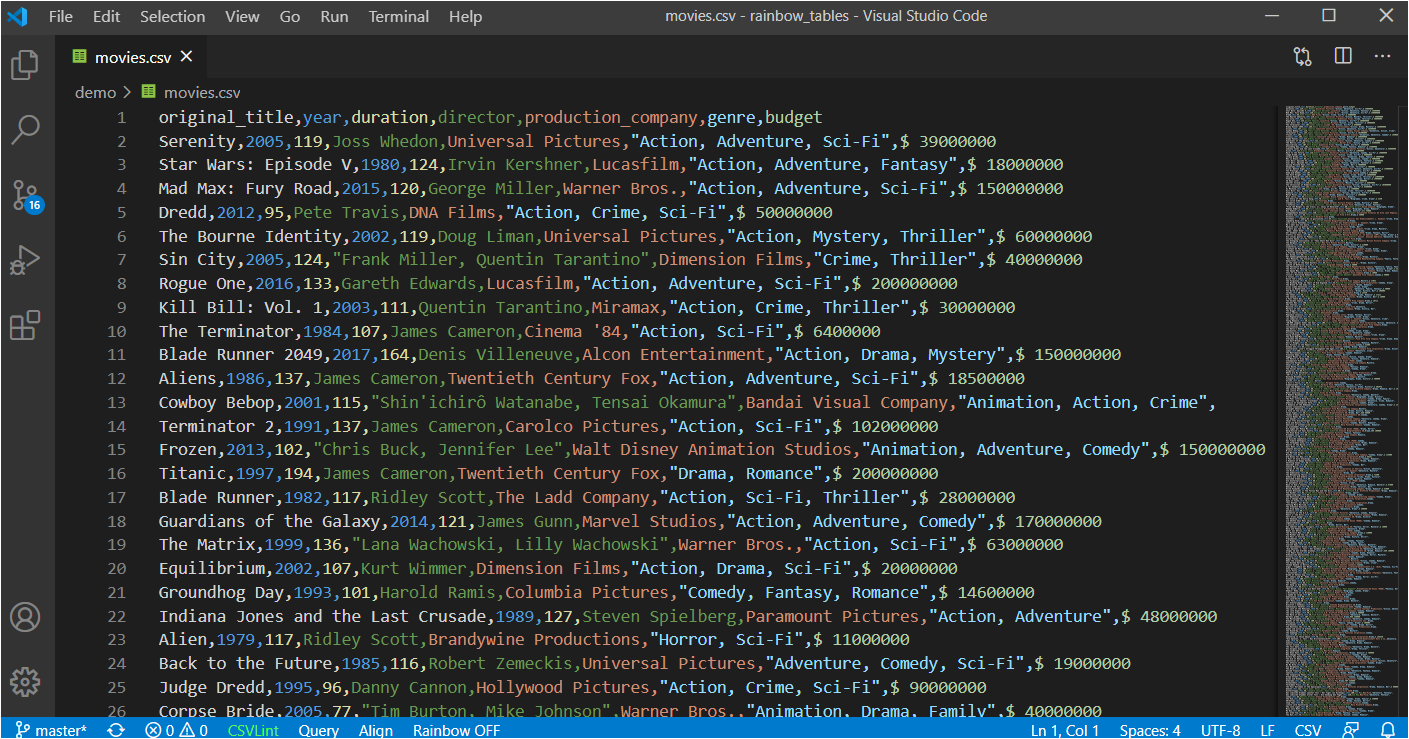 File Edit Selection View Go Run Terminal Help movies.csv - rainbow_tables - Visual Studio Code
movies.csv
demo > movies.csv
1 original_title,year,duration,director,production_company,genre,budget
2 Serenity,2005,119,Joss Whedon,Universal Pictures,"Action, Adventure, Sci-Fi",$ 39000000
3 Star Wars: Episode V,1980,124,Irvin Kershner,Lucasfilm,"Action, Adventure, Fantasy",$ 18000000
4 Mad Max: Fury Road,2015,120,George Miller,Warner Bros.,"Action, Adventure, Sci-Fi",$ 150000000
5 Dredd,2012,95,Pete Travis,DNA Films,"Action, Crime, Sci-Fi",$ 50000000
6 The Bourne Identity,2002,119,Doug Liman,Universal Pictures,"Action, Mystery, Thriller",$ 60000000
7 Sin City,2005,124,"Frank Miller, Quentin Tarantino",Dimension Films,"Crime, Thriller",$ 40000000
8 Rogue One,2016,133,Gareth Edwards,Lucasfilm,"Action, Adventure, Sci-Fi",$ 200000000
9 Kill Bill: Vol. 1,2003,111,Quentin Tarantino,Miramax,"Action, Crime, Thriller",$ 30000000
10 The Terminator,1984,107,James Cameron,Cinema '84,"Action, Sci-Fi",$ 6400000
11 Blade Runner 2049,2017,164,Denis Villeneuve,Alcon Entertainment,"Action, Drama, Mystery",$ 150000000
12 Aliens,1986,137,James Cameron,Twentieth Century Fox,"Action, Adventure, Sci-Fi",$ 18500000
13 Cowboy Bebop,2001,115,"Shin'ichirô Watanabe, Tensai Okamura",Bandai Visual Company,"Animation, Action, Crime",
14 Terminator 2,1991,137,James Cameron,Carolco Pictures,"Action, Sci-Fi",$ 102000000
15 Frozen,2013,102,"Chris Buck, Jennifer Lee",Walt Disney Animation Studios,"Animation, Adventure, Comedy",$ 150000000
16 Titanic,1997,194,James Cameron,Twentieth Century Fox,"Drama, Romance",$ 200000000
17 Blade Runner,1982,117,Ridley Scott,The Ladd Company,"Action, Sci-Fi, Thriller",$ 28000000
18 Guardians of the Galaxy,2014,121,James Gunn,Marvel Studios,"Action, Adventure, Comedy",$ 170000000
19 The Matrix,1999,136,"Lana Wachowski, Lilly Wachowski",Warner Bros.,"Action, Sci-Fi",$ 63000000
20 Equilibrium,2002,107,Kurt Wimmer,Dimension Films,"Action, Drama, Sci-Fi",$ 20000000
21 Groundhog Day,1993,101,Harold Ramis,Columbia Pictures,"Comedy, Fantasy, Romance",$ 14600000
22 Indiana Jones and the Last Crusade,1989,127,Steven Spielberg,Paramount Pictures,"Action, Adventure",$ 48000000
23 Alien,1979,117,Ridley Scott,Brandywine Productions,"Horror, Sci-Fi",$ 11000000
24 Back to the Future,1985,116,Robert Zemeckis,Universal Pictures,"Adventure, Comedy, Sci-Fi",$ 19000000
25 Judge Dredd,1995,96,Danny Cannon,Hollywood Pictures,"Action, Crime, Sci-Fi",$ 90000000
26 Corpse Bride,2005,77,"Tim Burton, Mike Johnson",Warner Bros.,"Animation, Drama, Family",$ 40000000
16
master* 0 0 CSVLint Query Align Rainbow OFF Ln 1, Col 1 Spaces: 4 UTF-8 LF CSV